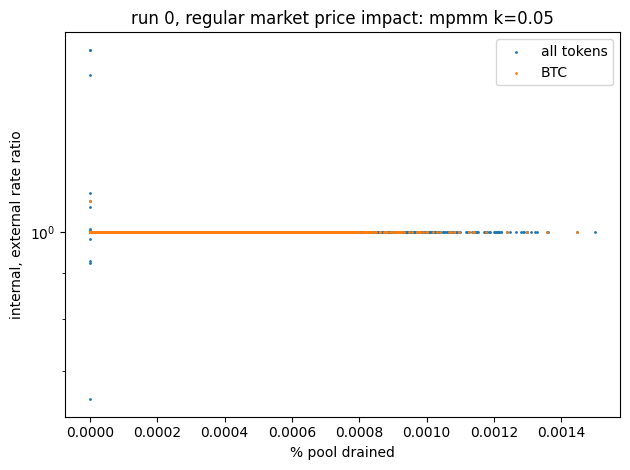 run 0, regular market price impact: mpmm k=0.05
all tokens
BTC
internal, external rate ratio
10⁰
0.0000 0.0002 0.0004 0.0006 0.0008 0.0010 0.0012 0.0014
% pool drained